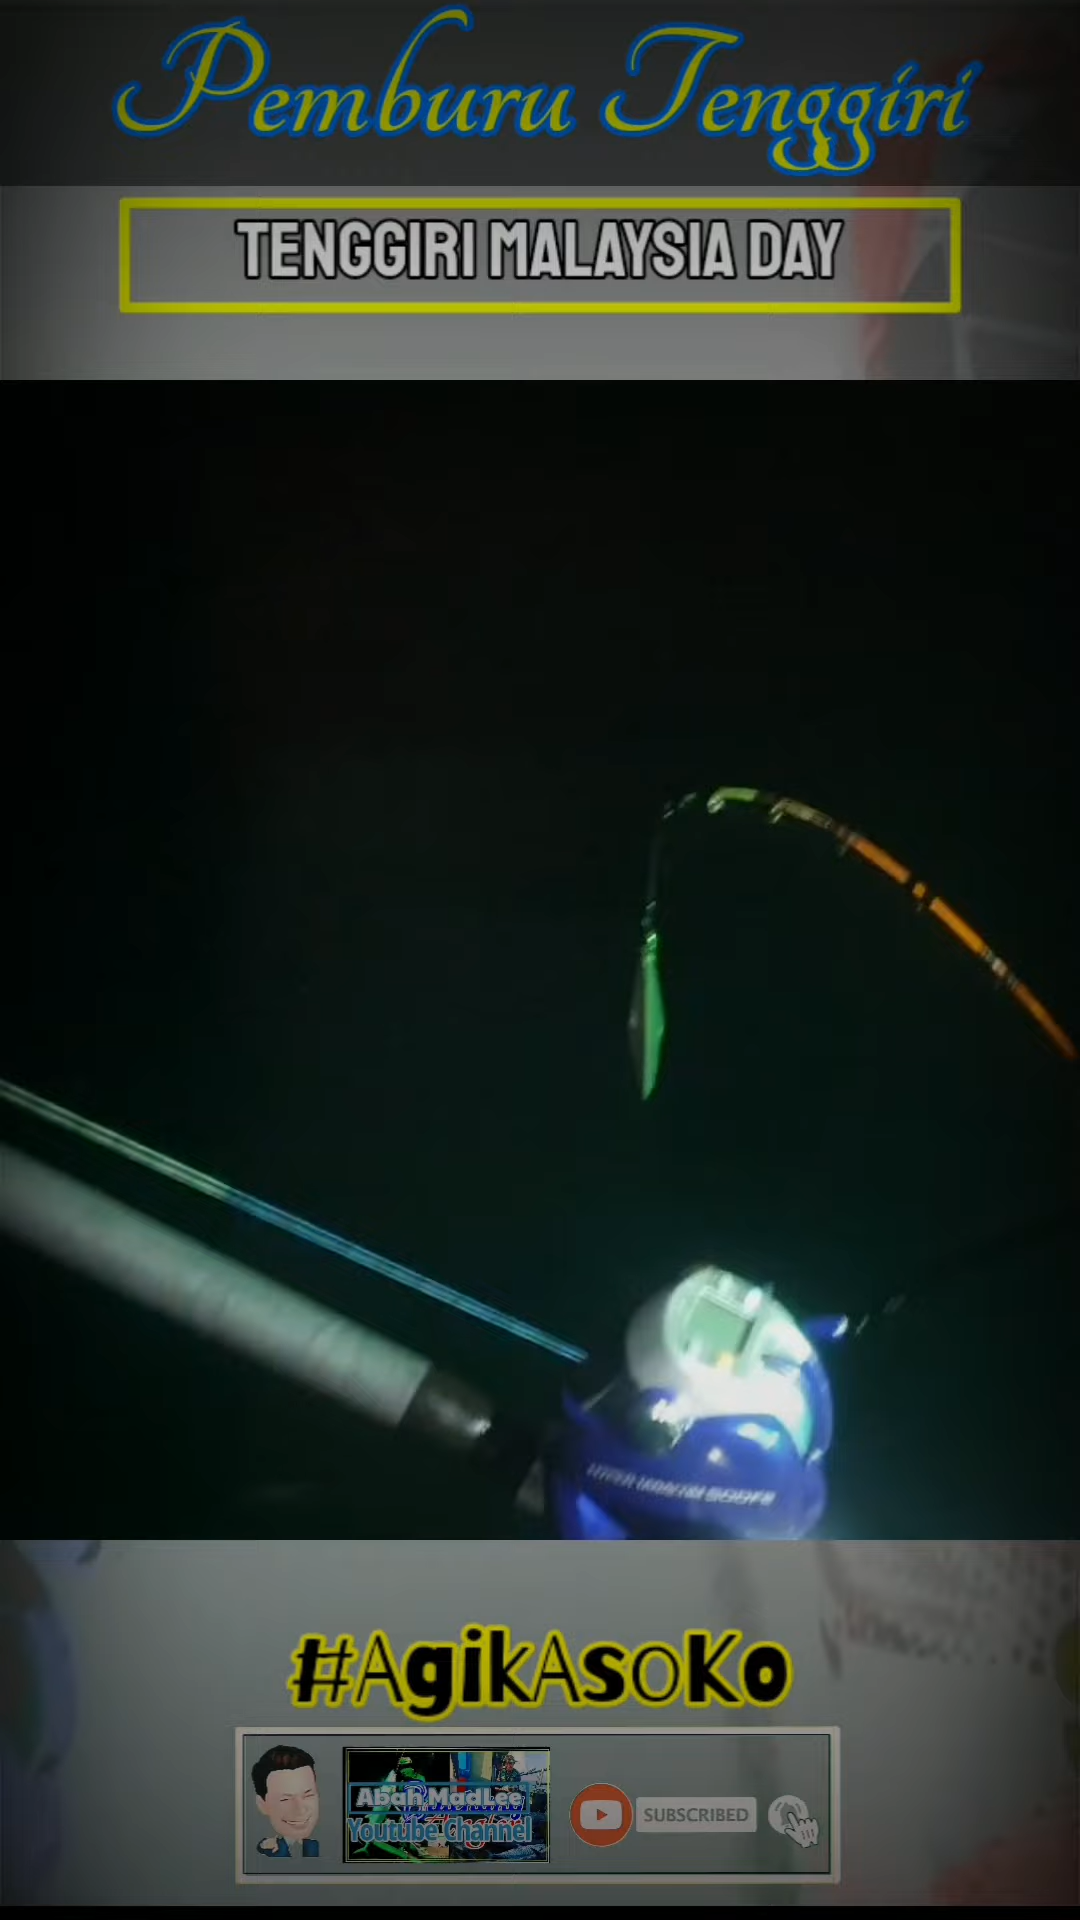 Pemburu Tenggiri
TENGGIRI MALAYSIA DAY
#AgikAsoKo
Abah MadLee
Youtube Channel
SUBSCRIBED